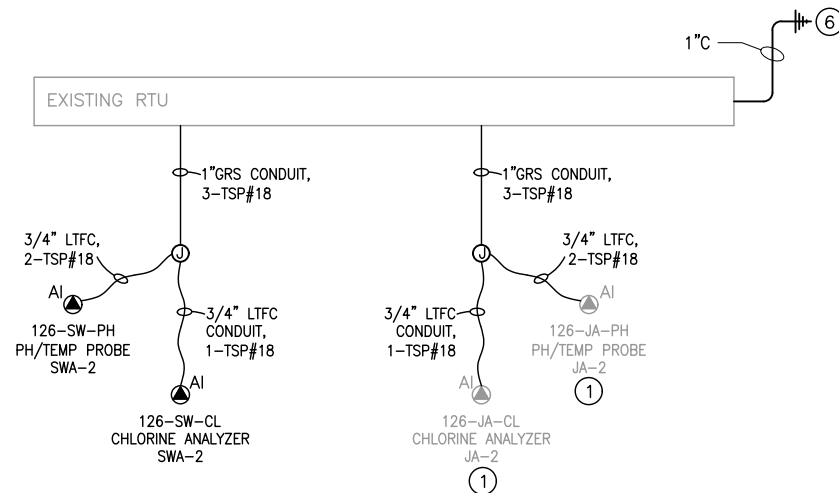 6
1"C
EXISTING RTU
1"GRS CONDUIT,
3-TSP#18
1"GRS CONDUIT,
3-TSP#18
3/4" LTFC,
2-TSP#18
J
J
3/4" LTFC,
2-TSP#18
AI
126-SW-PH
PH/TEMP PROBE
SWA-2
3/4" LTFC
CONDUIT,
1-TSP#18
3/4" LTFC
CONDUIT,
1-TSP#18
AI
126-JA-PH
PH/TEMP PROBE
JA-2
1
AI
126-SW-CL
CHLORINE ANALYZER
SWA-2
AI
126-JA-CL
CHLORINE ANALYZER
JA-2
1